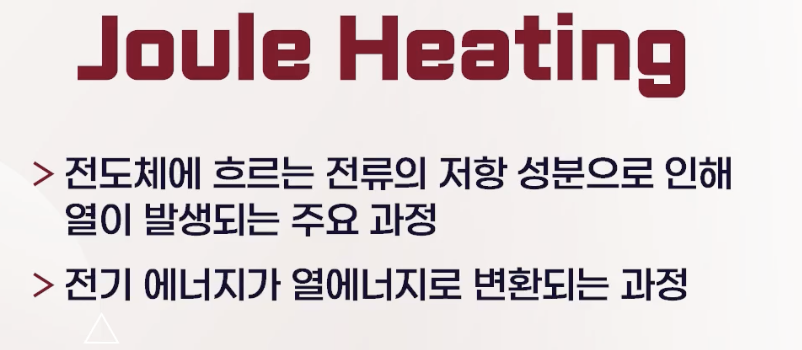 Joule Heating
> 전도체에 흐르는 전류의 저항 성분으로 인해
열이 발생되는 주요 과정
> 전기 에너지가 열에너지로 변환되는 과정